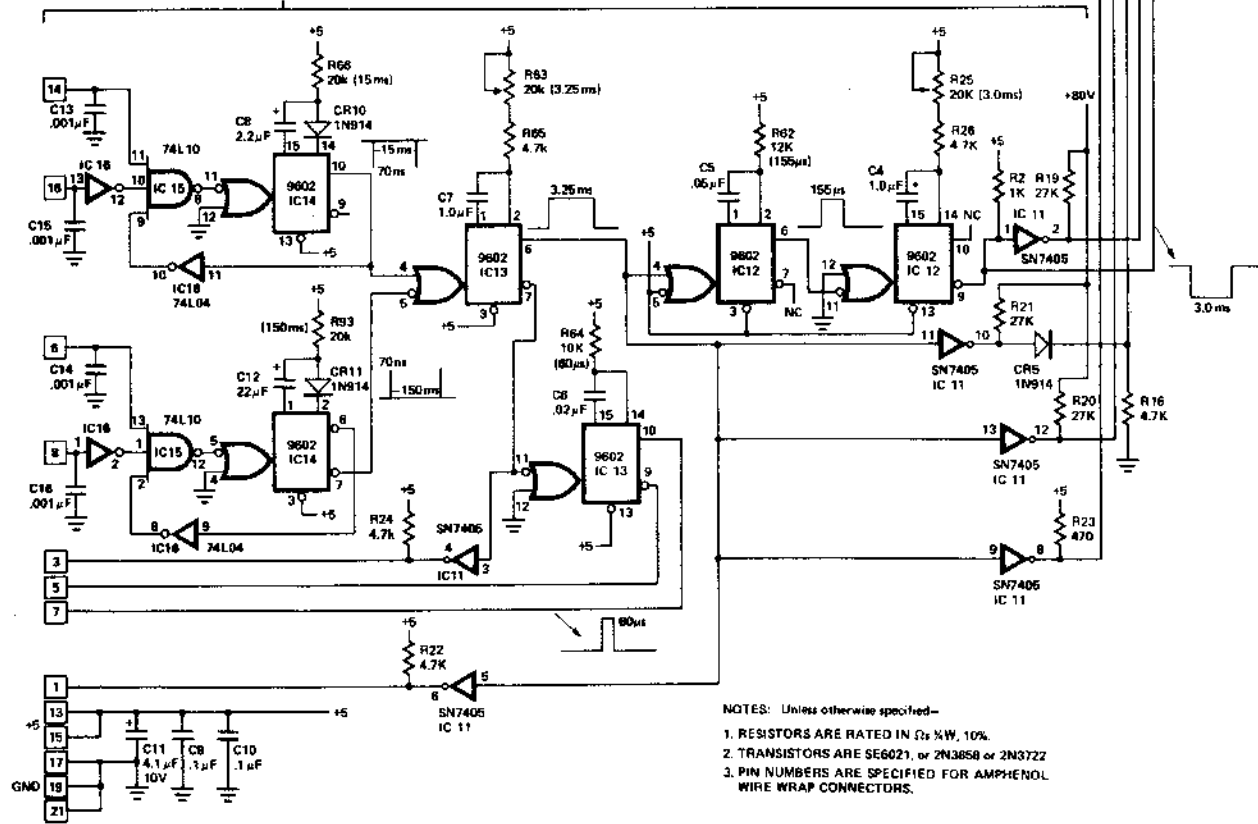 +5
R66
20k (15ms)
14
C13
.001µF
C8
2.2µF
CR10
1N914
15
14
74L10
11
IC 16
16
13
12
10
IC 15
9
11
8
12
9602
IC14
10
9
13
+5
15ms
70ns
C15
.001µF
10
11
IC16
74L04
+5
R63
20k (3.25ms)
R65
4.7k
C7
1.0µF
1
2
3.25ms
4
5
9602
IC13
6
7
3
+5
+5
R62
12K
(155µs)
C5
.05µF
1
2
+5
4
5
9602
IC12
6
7
NC
3
155µs
+5
R25
20K (3.0ms)
R26
4.7K
C4
1.0µF
15
14
NC
10
12
11
9602
IC 12
9
13
+80V
+5
R2
1K
R19
27K
IC 11
1
2
SN7405
3.0 ms
R21
27K
11
10
SN7405
IC 11
CR5
1N914
R20
27K
R16
4.7K
13
12
SN7405
IC 11
+5
R23
470
9
8
SN7405
IC 11
6
C14
.001µF
+5
(150ms)
R93
20k
C12
22µF
CR11
1N914
1
2
70ns
150ms
74L10
13
IC16
8
1
2
1
IC15
2
12
5
4
9602
IC14
6
7
3
+5
C16
.001µF
8
9
IC16
74L04
+5
R64
10K
(60µs)
C6
.02µF
15
14
10
11
12
9602
IC 13
9
13
+5
+5
R24
4.7k
SN7405
4
3
IC11
3
5
7
60µs
+5
R22
4.7K
1
6
5
SN7405
IC 11
13
+5
+5
15
17
GND
19
21
C11
4.1µF
10V
C9
.1µF
C10
.1µF
NOTES: Unless otherwise specified—
1. RESISTORS ARE RATED IN Ωs ¼W, 10%.
2. TRANSISTORS ARE SE6021, or 2N3858 or 2N3722
3. PIN NUMBERS ARE SPECIFIED FOR AMPHENOL
WIRE WRAP CONNECTORS.